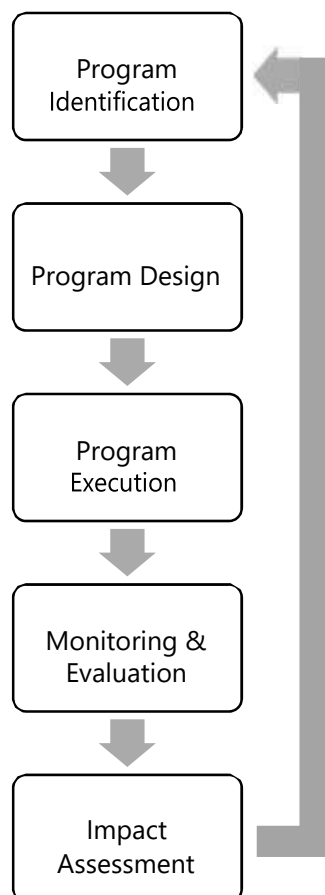 Program
Identification
Program Design
Program
Execution
Monitoring &
Evaluation
Impact
Assessment